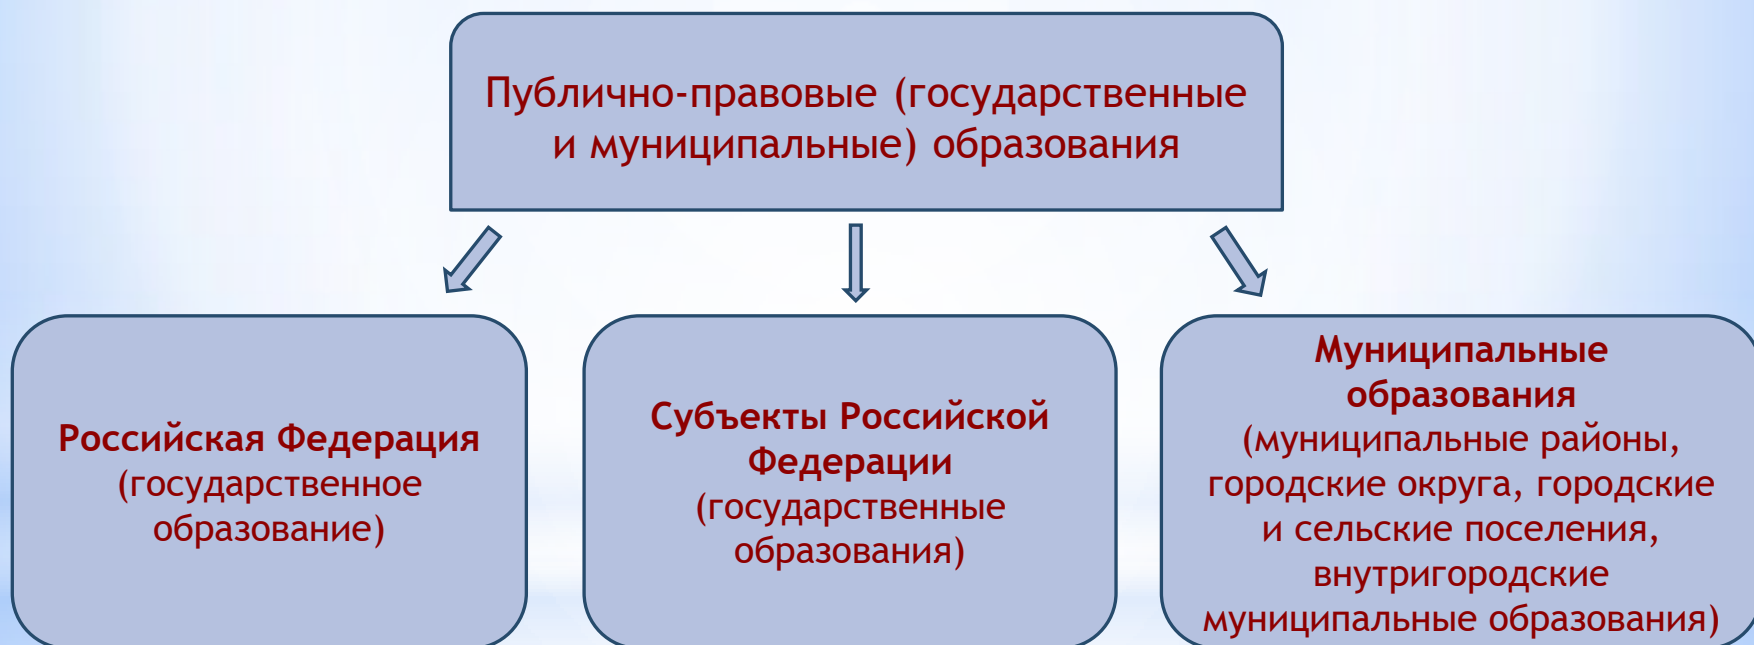 Публично-правовые (государственные
и муниципальные) образования
Российская Федерация
(государственное
образование)
Субъекты Российской
Федерации
(государственные
образования)
Муниципальные
образования
(муниципальные районы,
городские округа, городские
и сельские поселения,
внутригородские
муниципальные образования)